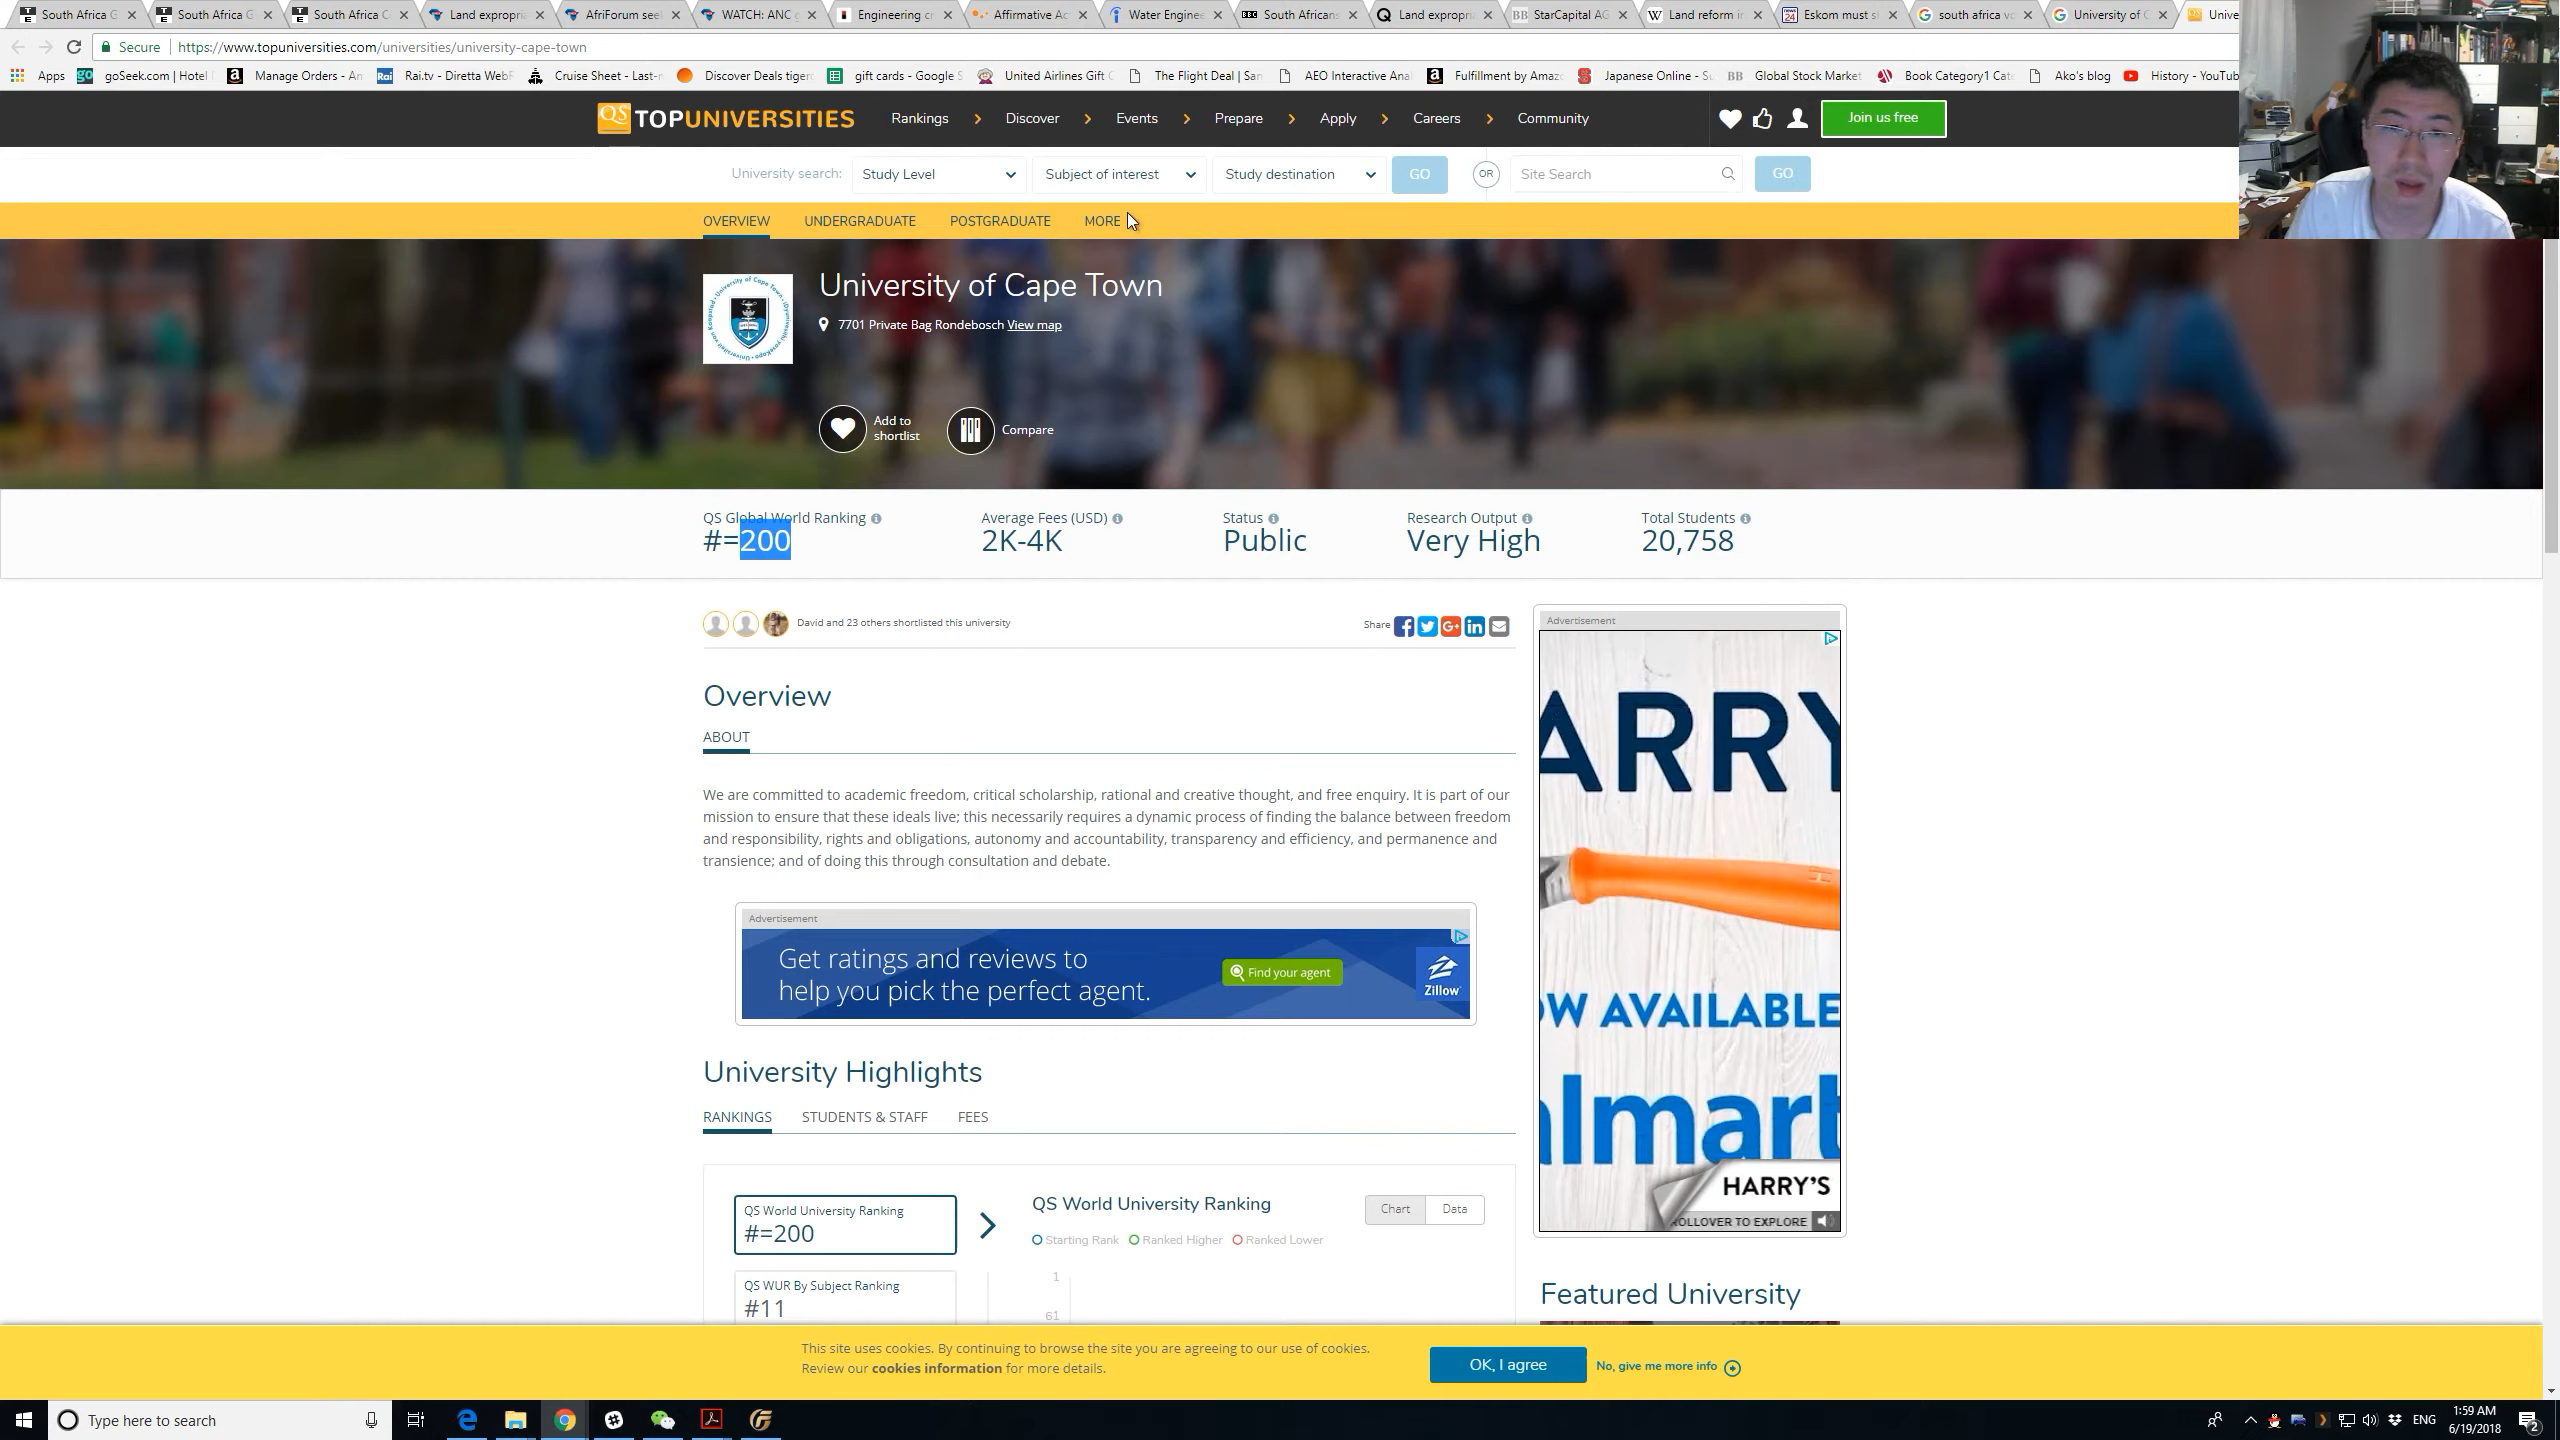 South Africa G
South Africa G
South Africa C
Land expropria
AfriForum see
WATCH: ANC g
Engineering cr
Affirmative Ac
Water Enginee
South Africans
Land expropria
StarCapital AG
Land reform i
Eskom must s
south africa vo
University of C
Unive
Secure https://www.topuniversities.com/universities/university-cape-town
Apps
goSeek.com | Hotel
Manage Orders - Am
Rai.tv - Diretta WebR
Cruise Sheet - Last-m
Discover Deals tiger
gift cards - Google S
United Airlines Gift C
The Flight Deal | San
AEO Interactive Anal
Fulfillment by Amaz
Japanese Online - Su
BB Global Stock Market
Book Category1 Cate
Ako's blog
History - YouTub
QS TOPUNIVERSITIES
Rankings
Discover
Events
Prepare
Apply
Careers
Community
Join us free
University search:
Study Level
Subject of interest
Study destination
GO
OR
Site Search
GO
OVERVIEW
UNDERGRADUATE
POSTGRADUATE
MORE
University of Cape Town
7701 Private Bag Rondebosch View map
Add to
shortlist
Compare
QS Global World Ranking
#=200
Average Fees (USD)
2K-4K
Status
Public
Research Output
Very High
Total Students
20,758
David and 23 others shortlisted this university
Share
Overview
ABOUT
We are committed to academic freedom, critical scholarship, rational and creative thought, and free enquiry. It is part of our
mission to ensure that these ideals live; this necessarily requires a dynamic process of finding the balance between freedom
and responsibility, rights and obligations, autonomy and accountability, transparency and efficiency, and permanence and
transience; and of doing this through consultation and debate.
Advertisement
Get ratings and reviews to
help you pick the perfect agent.
Find your agent
Zillow
Advertisement
ARRY
OW AVAILABLE
almart
HARRY'S
ROLLOVER TO EXPLORE
University Highlights
RANKINGS
STUDENTS & STAFF
FEES
QS World University Ranking
#=200
QS WUR By Subject Ranking
#11
QS World University Ranking
Chart
Data
Starting Rank
Ranked Higher
Ranked Lower
1
61
Featured University
This site uses cookies. By continuing to browse the site you are agreeing to our use of cookies.
Review our cookies information for more details.
OK, I agree
No, give me more info
Type here to search
ENG
1:59 AM
6/19/2018
2